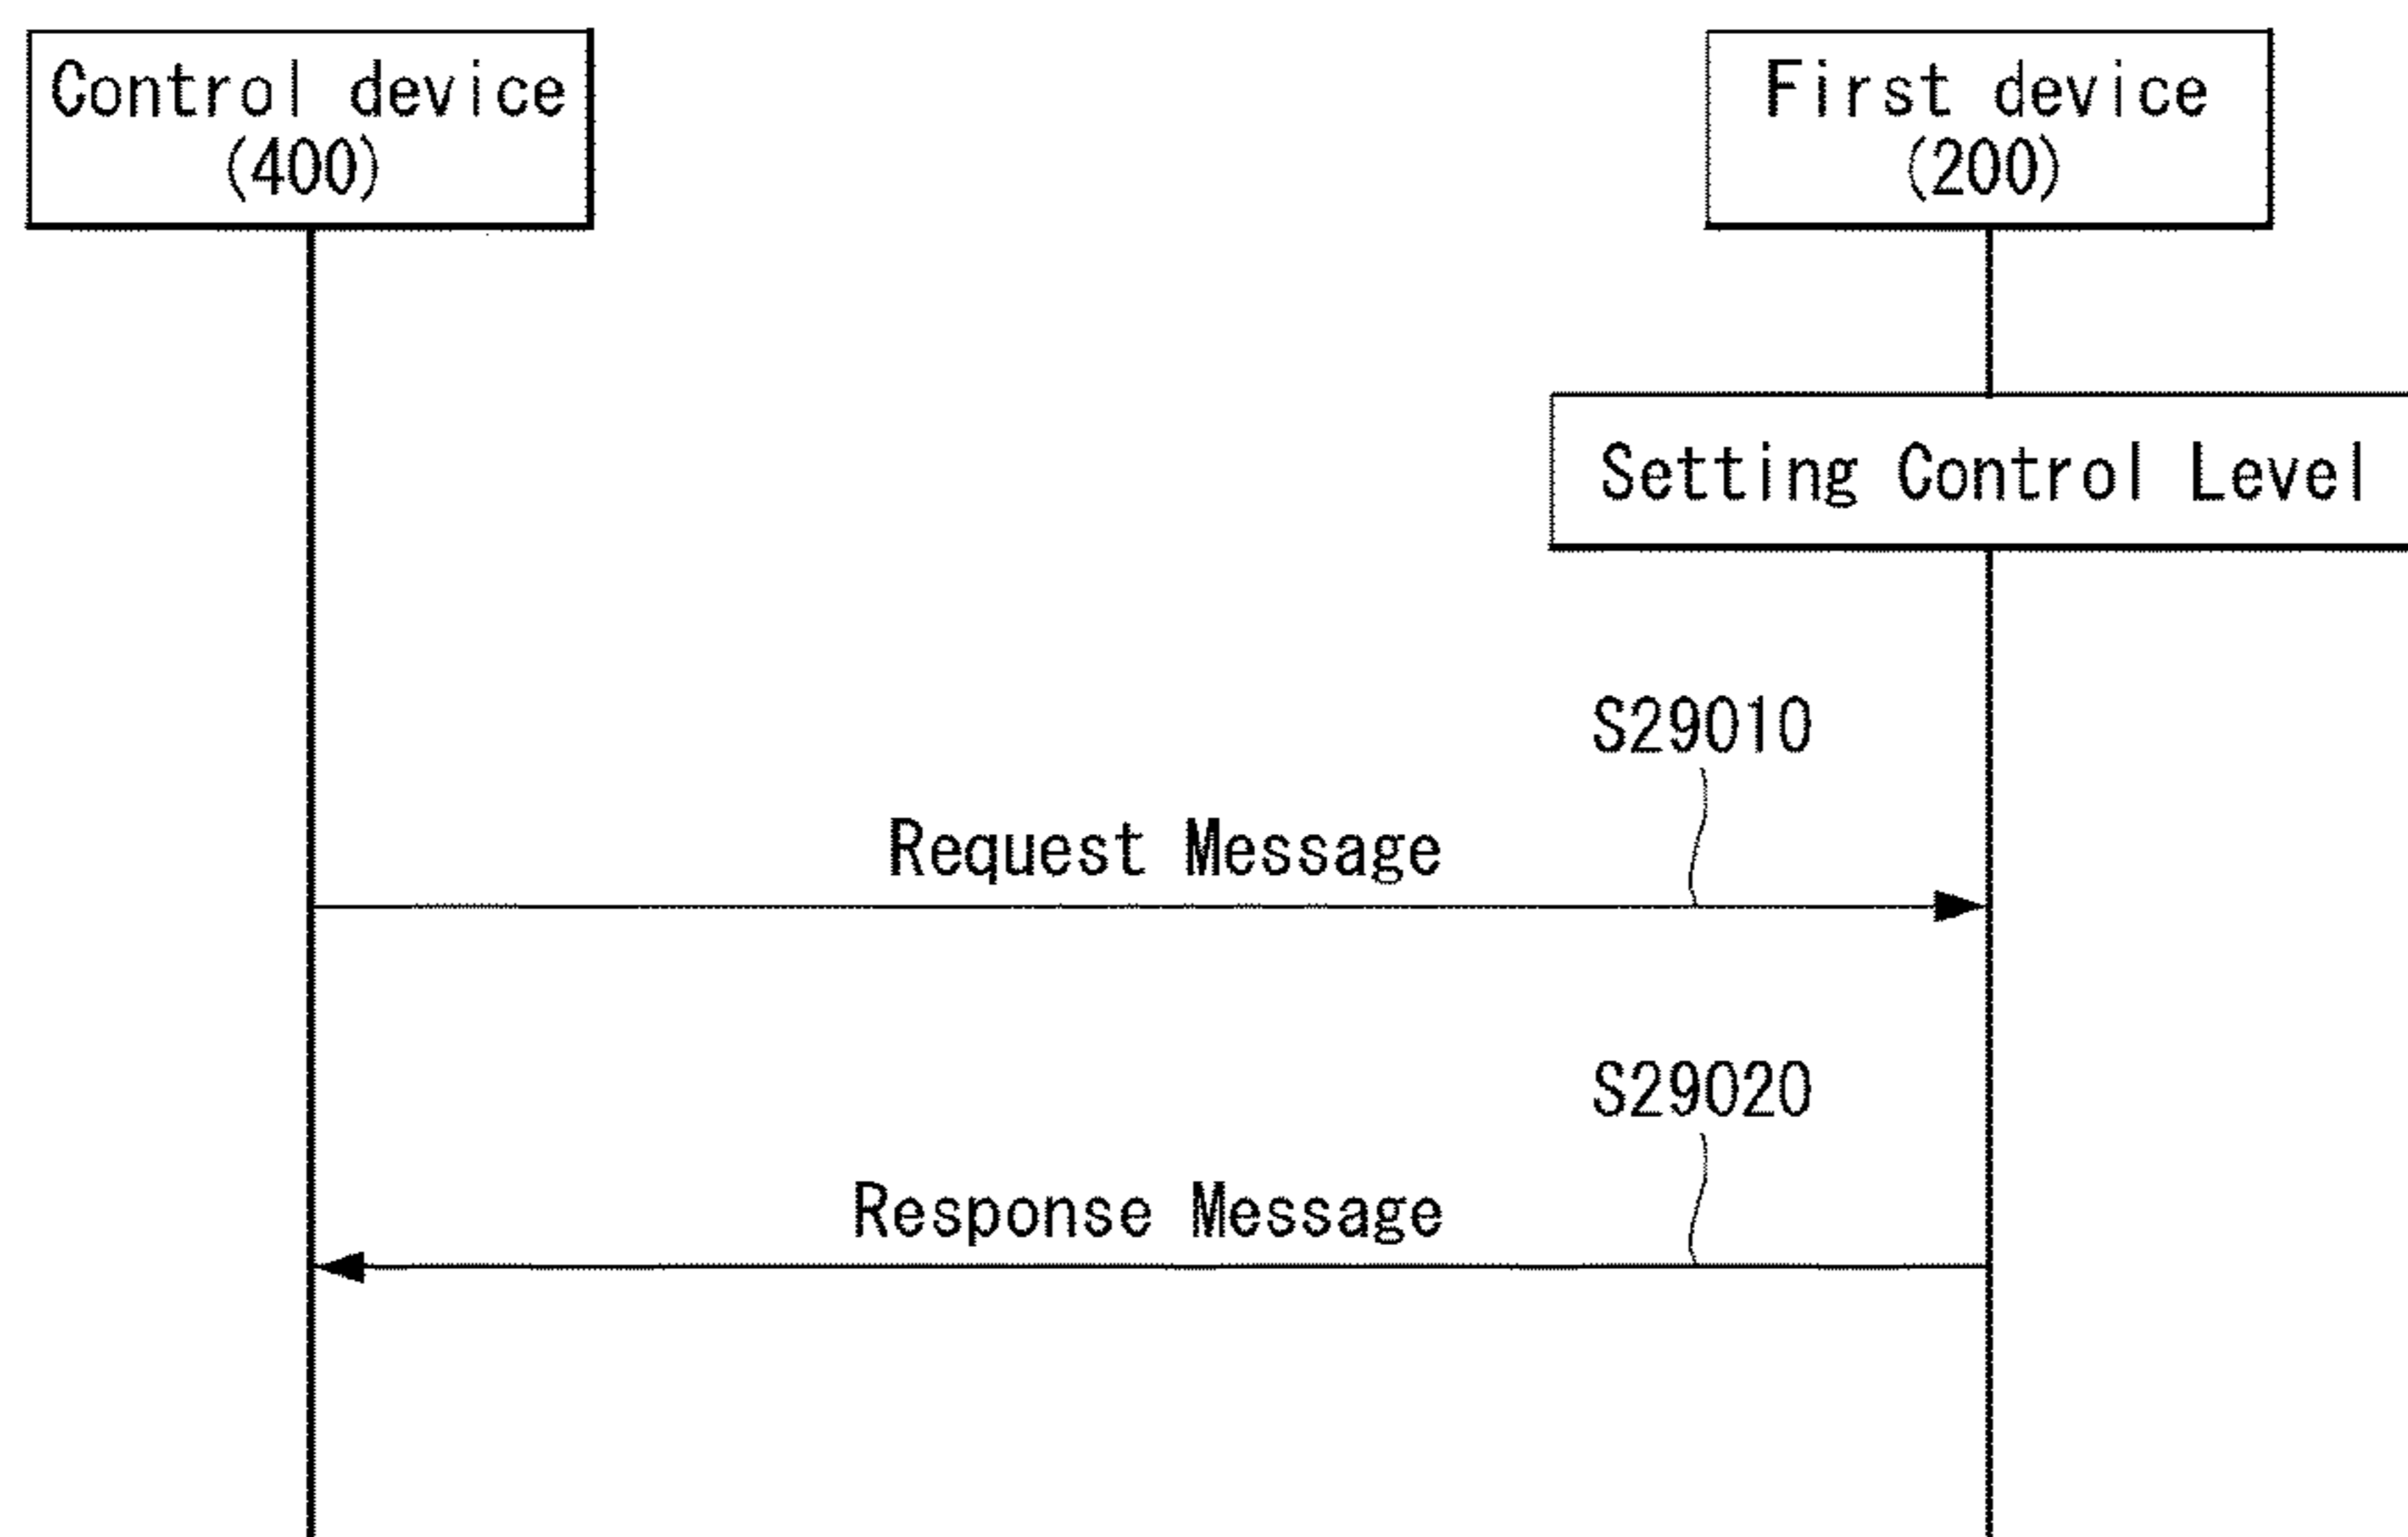 Control device
(400)
First device
(200)
Setting Control Level
S29010
Request Message
S29020
Response Message